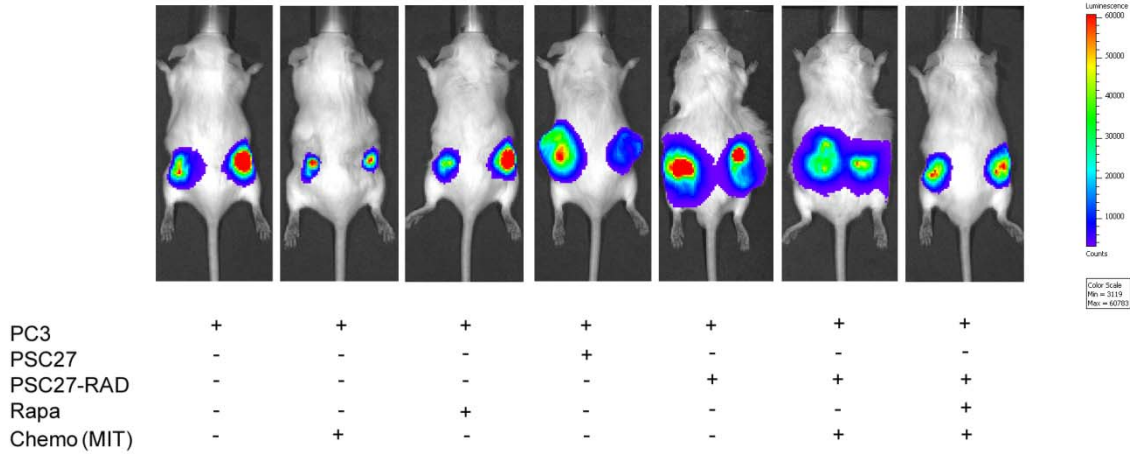 Luminescence
60000
50000
40000
30000
20000
10000
Counts
Color Scale
Min = 3119
Max = 60783
PC3 + + + + + + +
PSC27 - - - + - - -
PSC27-RAD - - - - + + +
Rapa - - + - - - +
Chemo (MIT) - + - - - + +